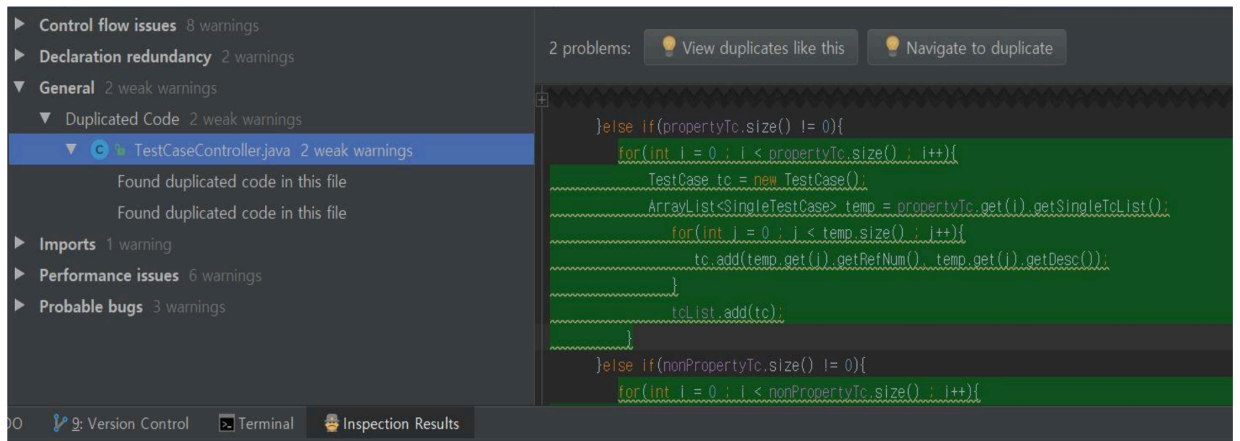 Control flow issues 8 warnings
Declaration redundancy 2 warnings
General 2 weak warnings
Duplicated Code 2 weak warnings
TestCaseController.java 2 weak warnings
Found duplicated code in this file
Found duplicated code in this file
Imports 1 warning
Performance issues 6 warnings
Probable bugs 3 warnings
2 problems: View duplicates like this Navigate to duplicate
}else if(propertyTc.size() != 0){
for(int i = 0 ; i < propertyTc.size() ; i++){
TestCase tc = new TestCase();
ArrayList<SingleTestCase> temp = propertyTc.get(i).getSingleTcList();
for(int j = 0 ; j < temp.size() ; j++){
tc.add(temp.get(j).getRefNum(), temp.get(j).getDesc());
}
tcList.add(tc);
}
}else if(nonPropertyTc.size() != 0){
for(int i = 0 ; i < nonPropertyTc.size() ; i++){
DO 9: Version Control Terminal Inspection Results